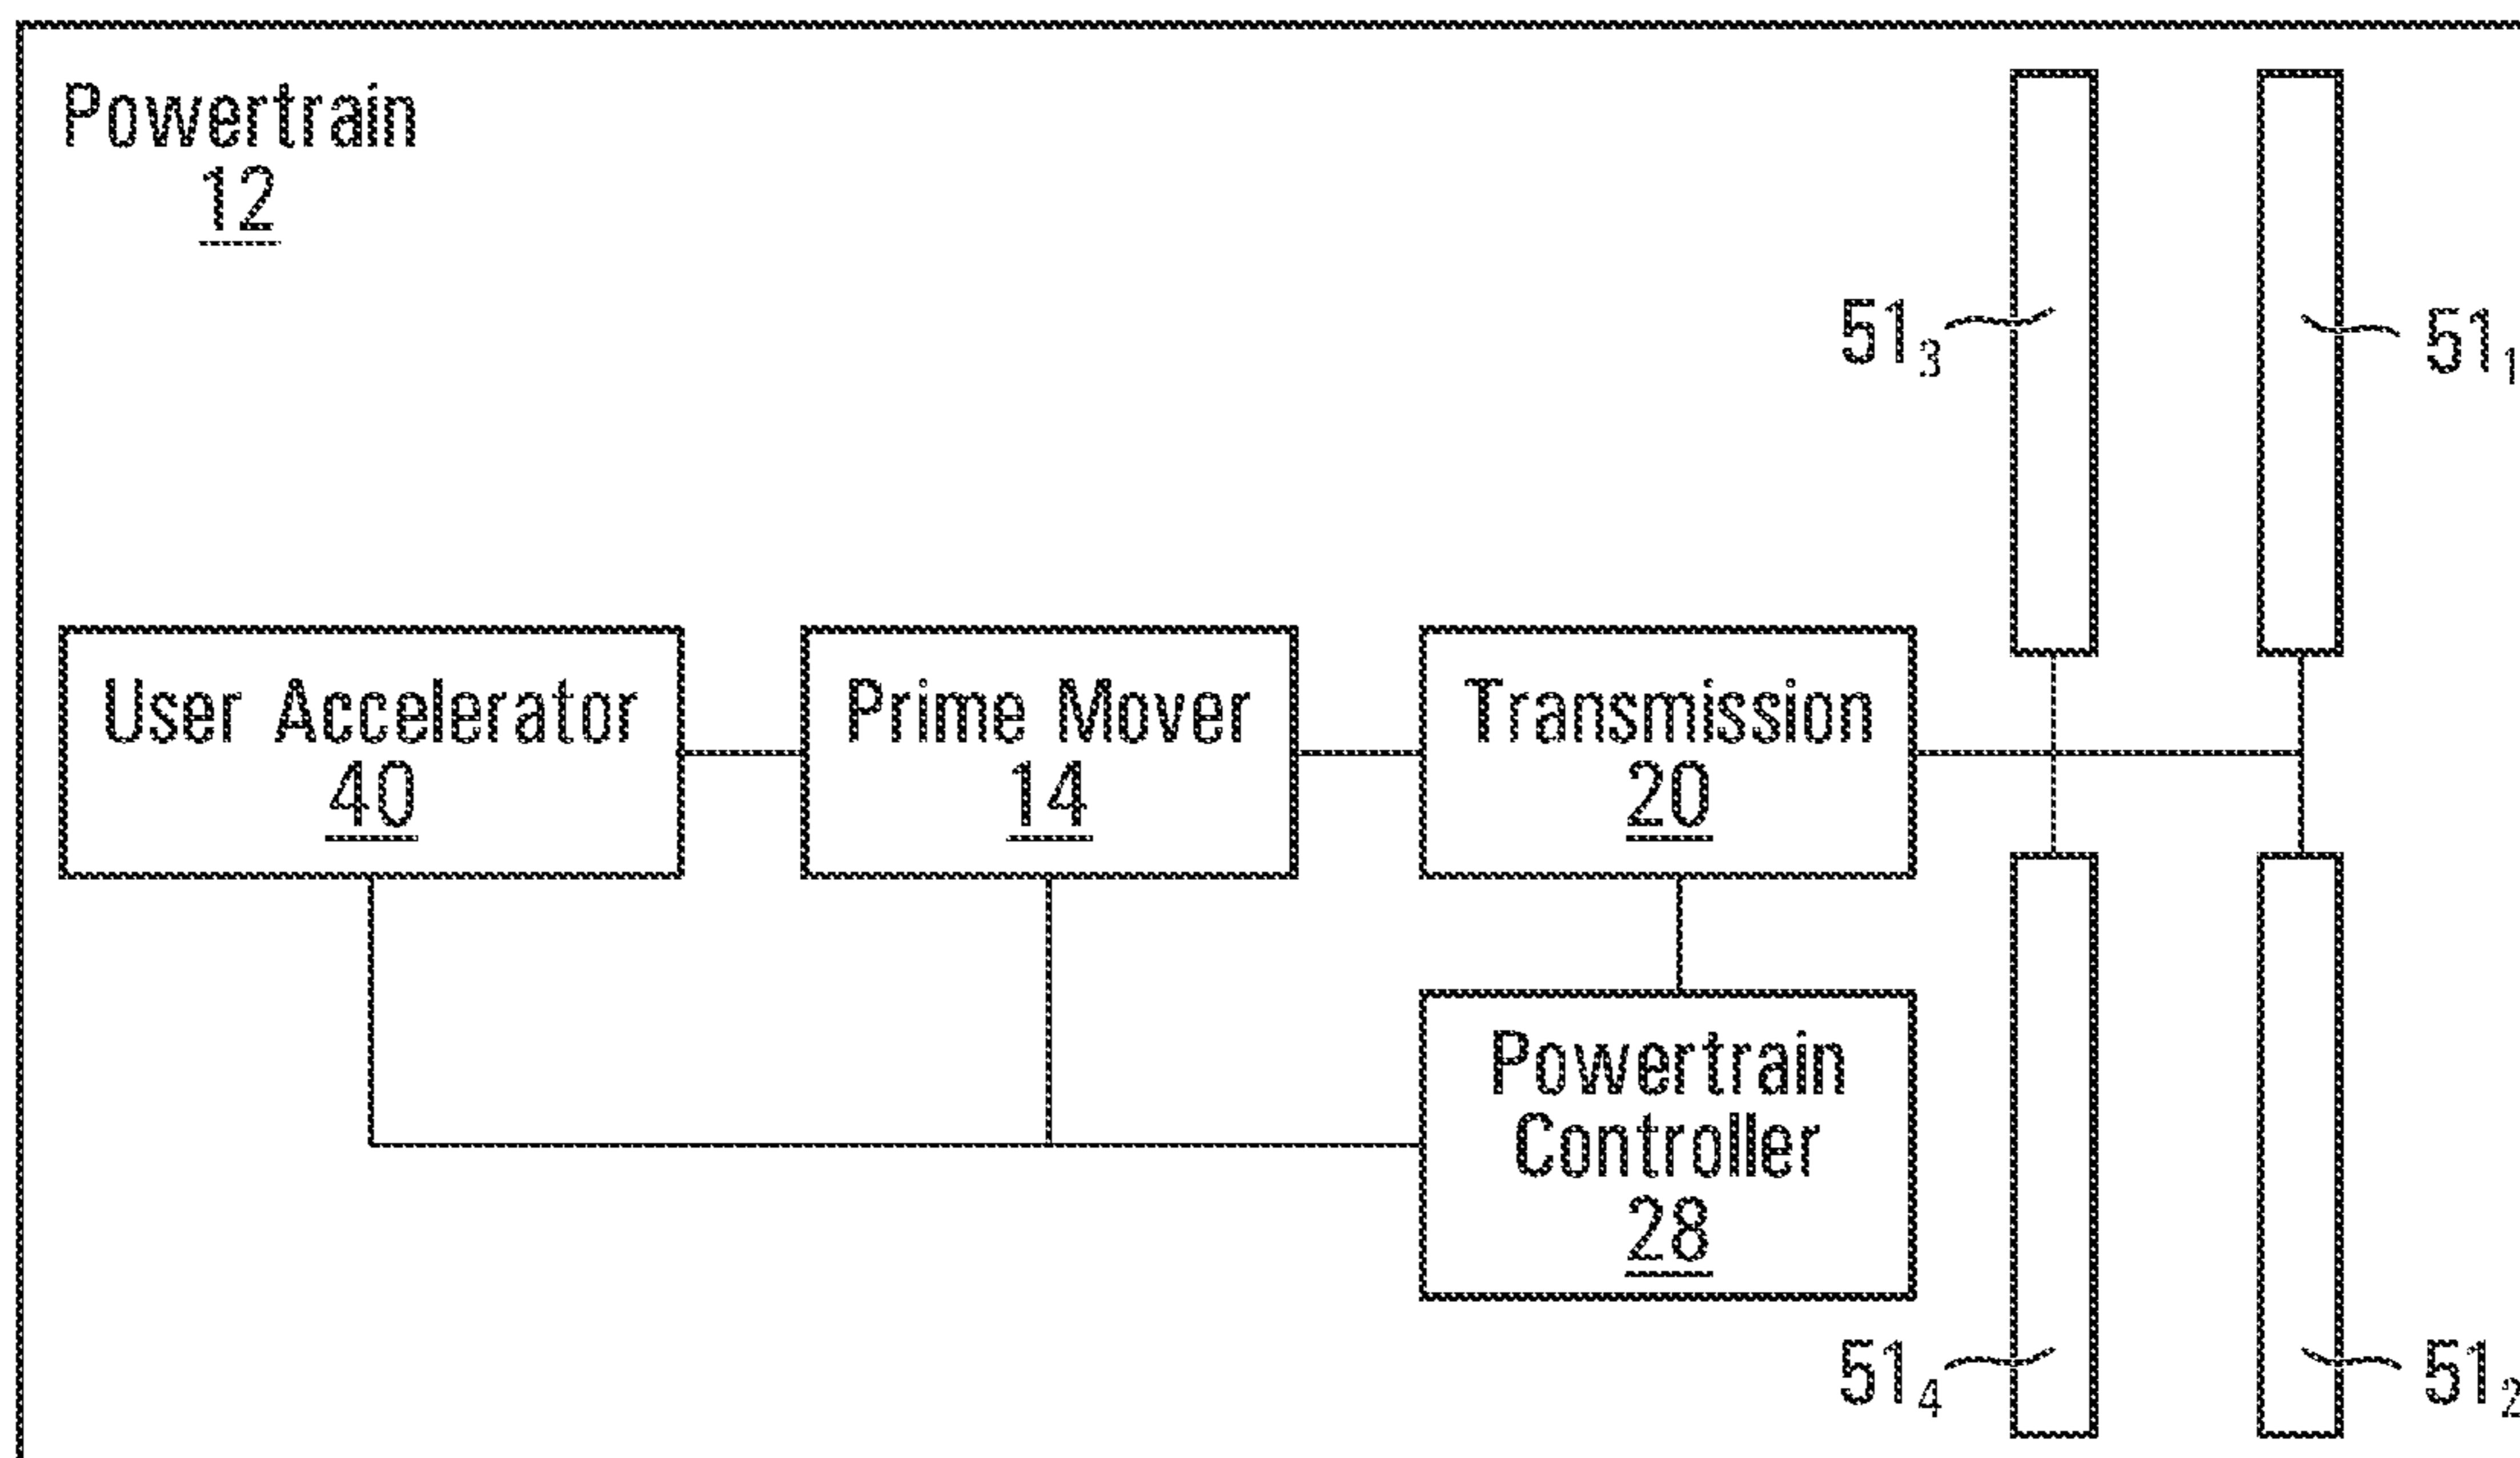 Powertrain
12
51₃
51₁
User Accelerator
40
Prime Mover
14
Transmission
20
Powertrain
Controller
28
51₄
51₂